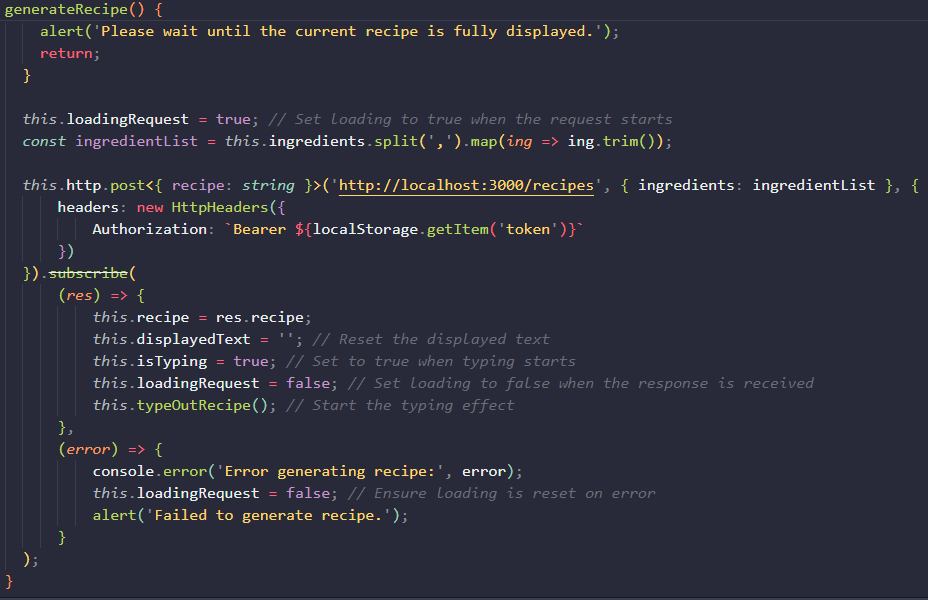 generateRecipe() {
alert('Please wait until the current recipe is fully displayed.');
return;
}
this.loadingRequest = true; // Set loading to true when the request starts
const ingredientList = this.ingredients.split(',').map(ing => ing.trim());
this.http.post<{ recipe: string }>('http://localhost:3000/recipes', { ingredients: ingredientList }, {
headers: new HttpHeaders({
Authorization: `Bearer ${localStorage.getItem('token')}`
})
}).subscribe(
(res) => {
this.recipe = res.recipe;
this.displayedText = ''; // Reset the displayed text
this.isTyping = true; // Set to true when typing starts
this.loadingRequest = false; // Set loading to false when the response is received
this.typeOutRecipe(); // Start the typing effect
},
(error) => {
console.error('Error generating recipe:', error);
this.loadingRequest = false; // Ensure loading is reset on error
alert('Failed to generate recipe.');
}
);
}